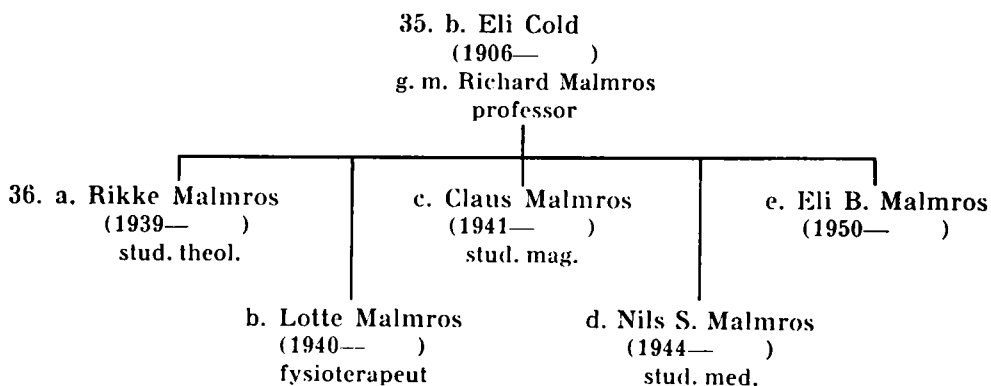 35. b. Eli Cold
(1906—    )
g. m. Richard Malmros
professor
36. a. Rikke Malmros
(1939—    )
stud. theol.
c. Claus Malmros
(1941—    )
stud. mag.
e. Eli B. Malmros
(1950—    )
b. Lotte Malmros
(1940—    )
fysioterapeut
d. Nils S. Malmros
(1944—    )
stud. med.